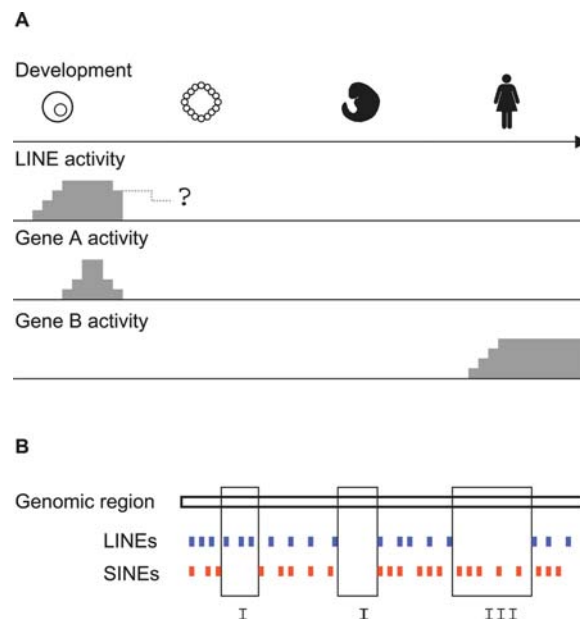 A
Development
LINE activity
?
Gene A activity
Gene B activity
B
Genomic region
LINEs
SINEs
I I III